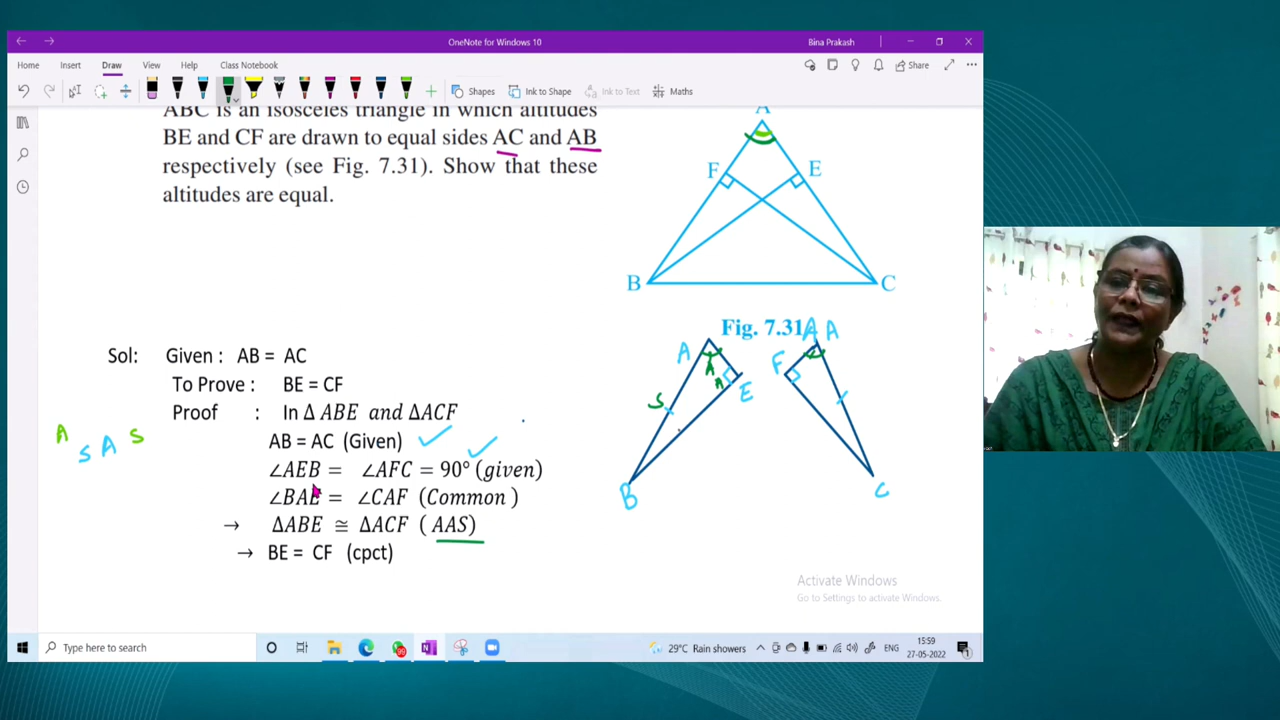 OneNote for Windows 10
Bina Prakash
Home Insert Draw View Help Class Notebook
Share
Shapes Ink to Shape Ink to Text Maths
ABC is an isosceles triangle in which altitudes
BE and CF are drawn to equal sides AC and AB
respectively (see Fig. 7.31). Show that these
altitudes are equal.
A
F E
B C
Fig. 7.31
A A
A F
A
A E
S
B C
Sol: Given : AB = AC
To Prove : BE = CF
Proof : In Δ ABE and ΔACF
A S A S
AB = AC (Given)
∠AEB = ∠AFC = 90° (given)
∠BAE = ∠CAF (Common )
→ ΔABE ≅ ΔACF ( AAS)
→ BE = CF (cpct)
Activate Windows
Go to Settings to activate Windows.
Type here to search
99
29°C Rain showers
ENG
15:59
27-05-2022
1